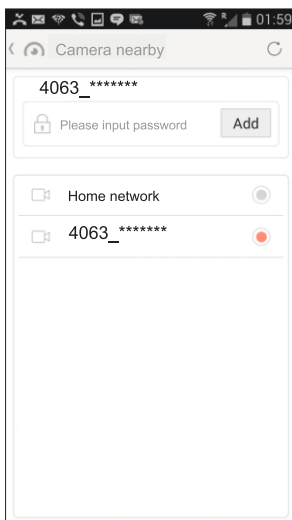 01:59
Camera nearby
4063_*******
Please input password Add
Home network
4063_*******